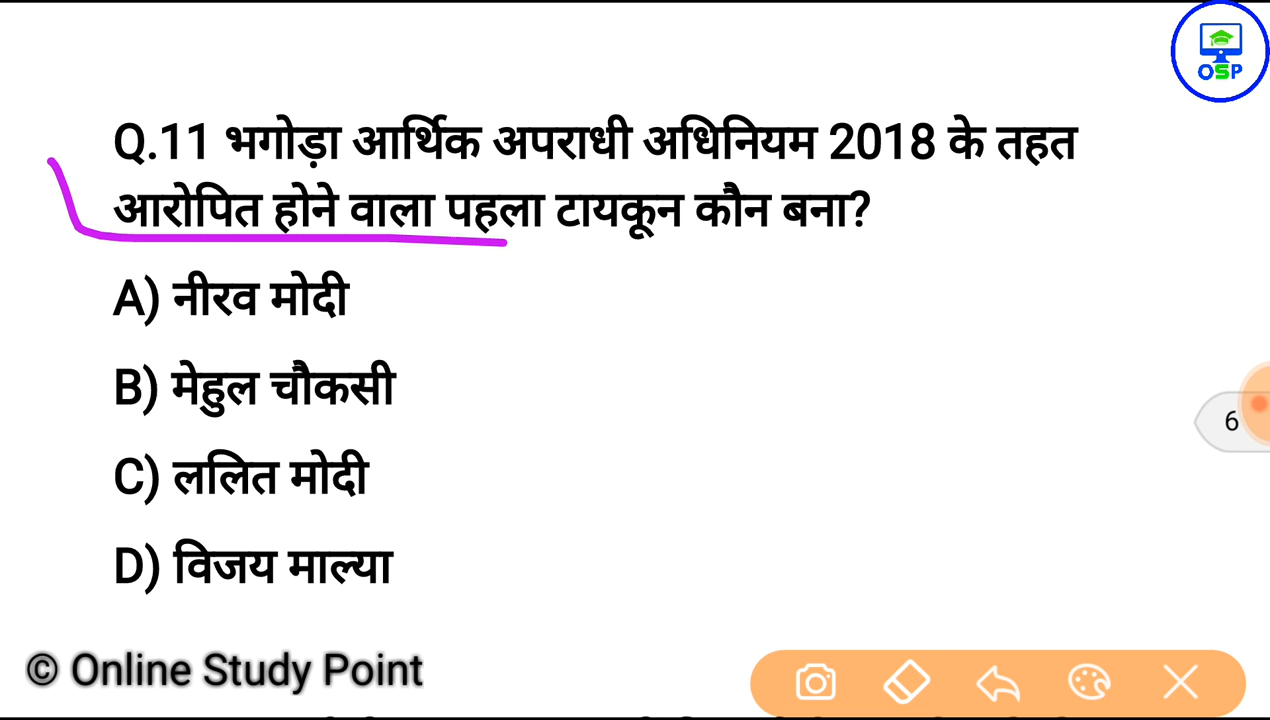 OSP
Q.11 भगोड़ा आर्थिक अपराधी अधिनियम 2018 के तहत
आरोपित होने वाला पहला टायकून कौन बना?
A) नीरव मोदी
B) मेहुल चौकसी
C) ललित मोदी
6
D) विजय माल्या
© Online Study Point